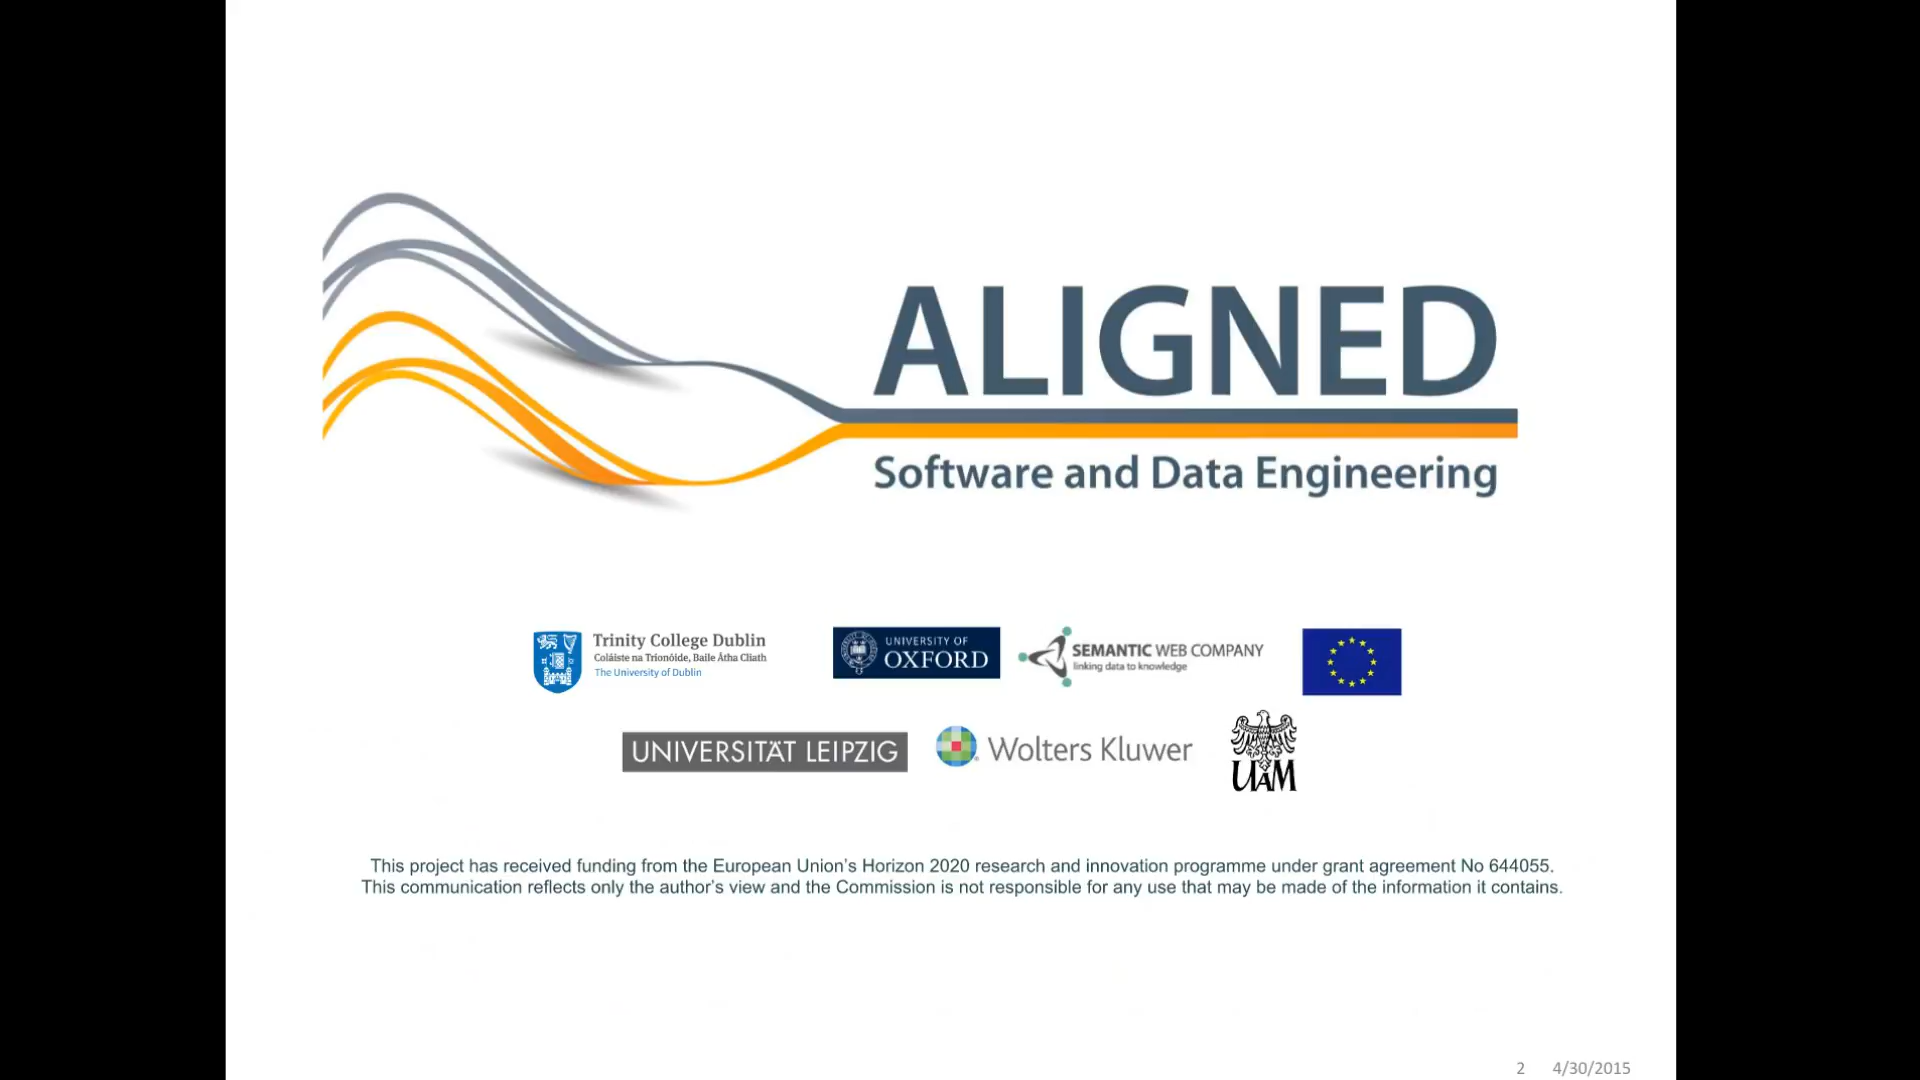 ALIGNED
Software and Data Engineering
Trinity College Dublin
Coláiste na Tríonóide, Baile Átha Cliath
The University of Dublin
UNIVERSITY OF
OXFORD
SEMANTIC WEB COMPANY
linking data to knowledge
UNIVERSITÄT LEIPZIG
Wolters Kluwer
UAM
This project has received funding from the European Union’s Horizon 2020 research and innovation programme under grant agreement No 644055.
This communication reflects only the author’s view and the Commission is not responsible for any use that may be made of the information it contains.
2 4/30/2015